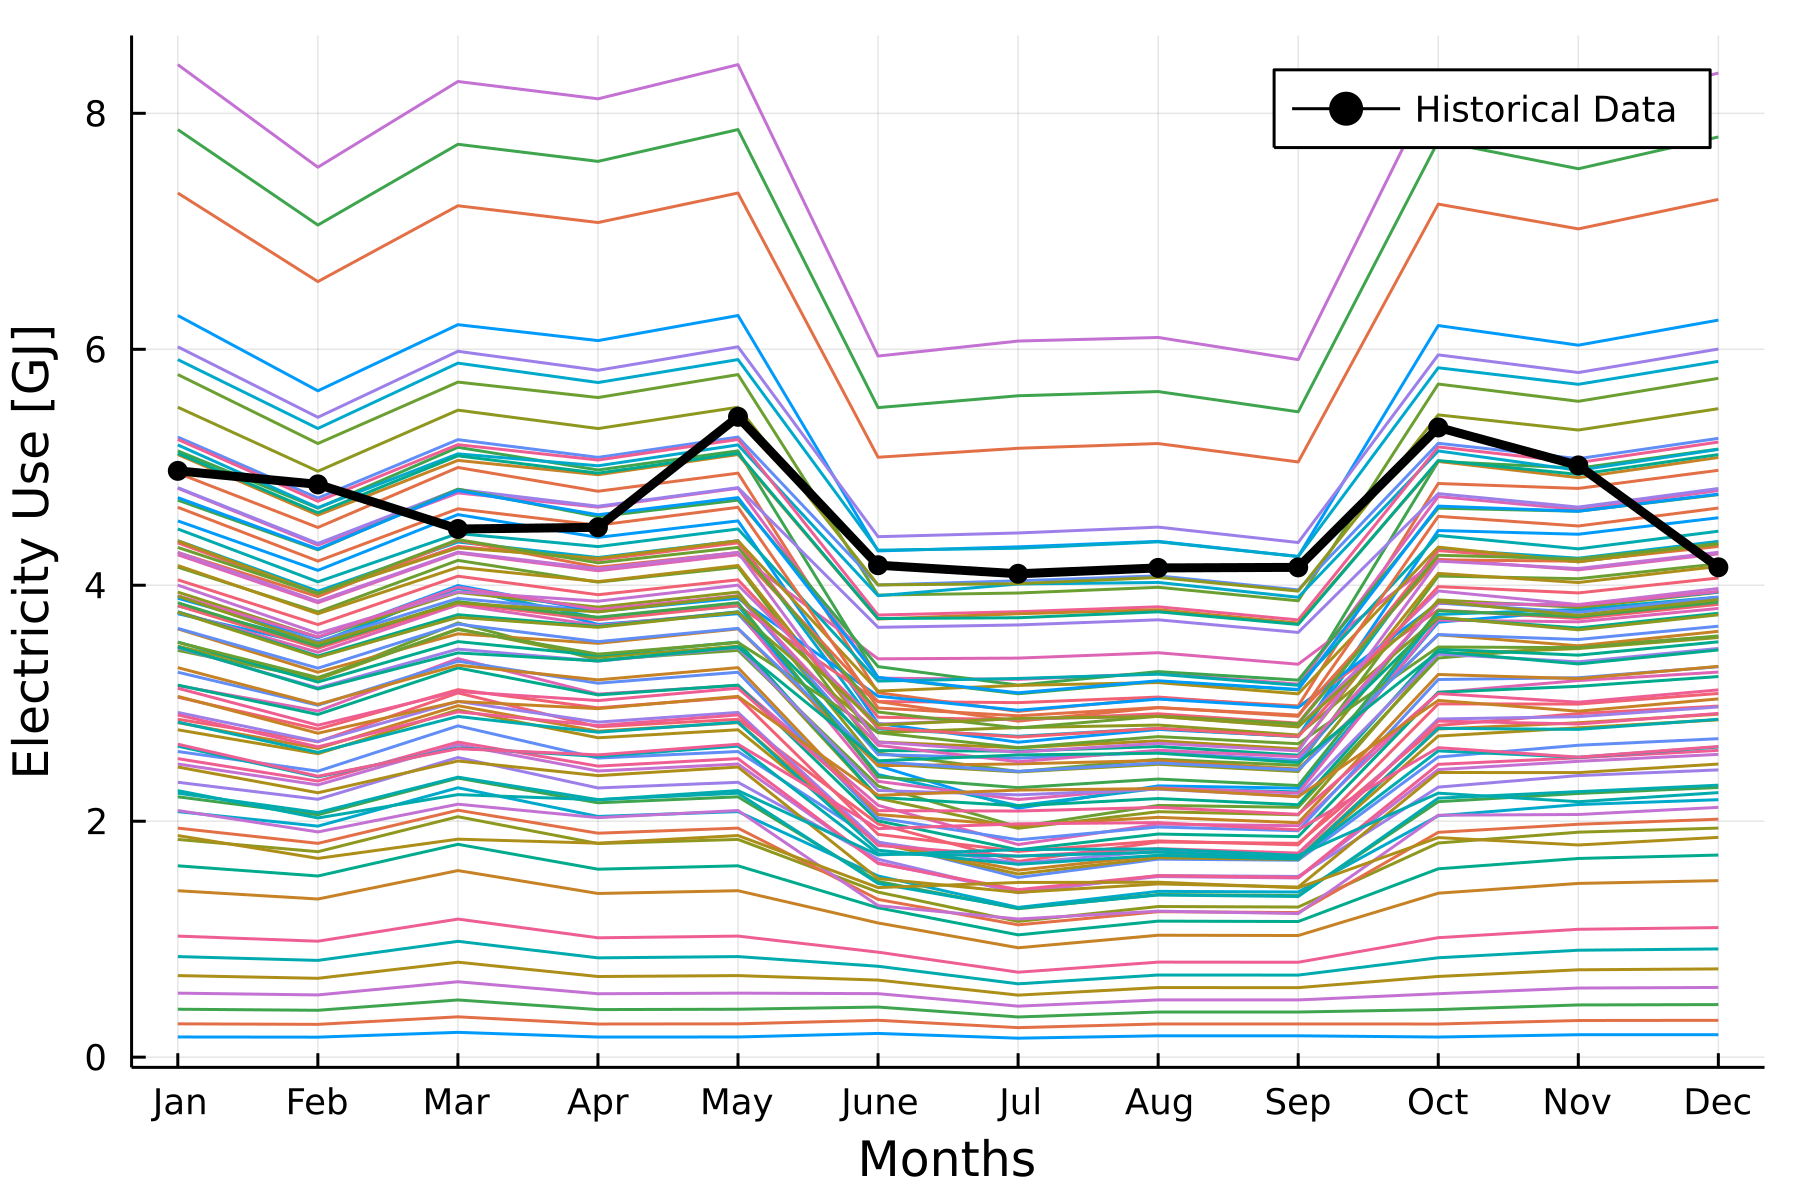 Historical Data
8
6
4
2
0
Electricity Use [GJ]
Jan Feb Mar Apr May June Jul Aug Sep Oct Nov Dec
Months